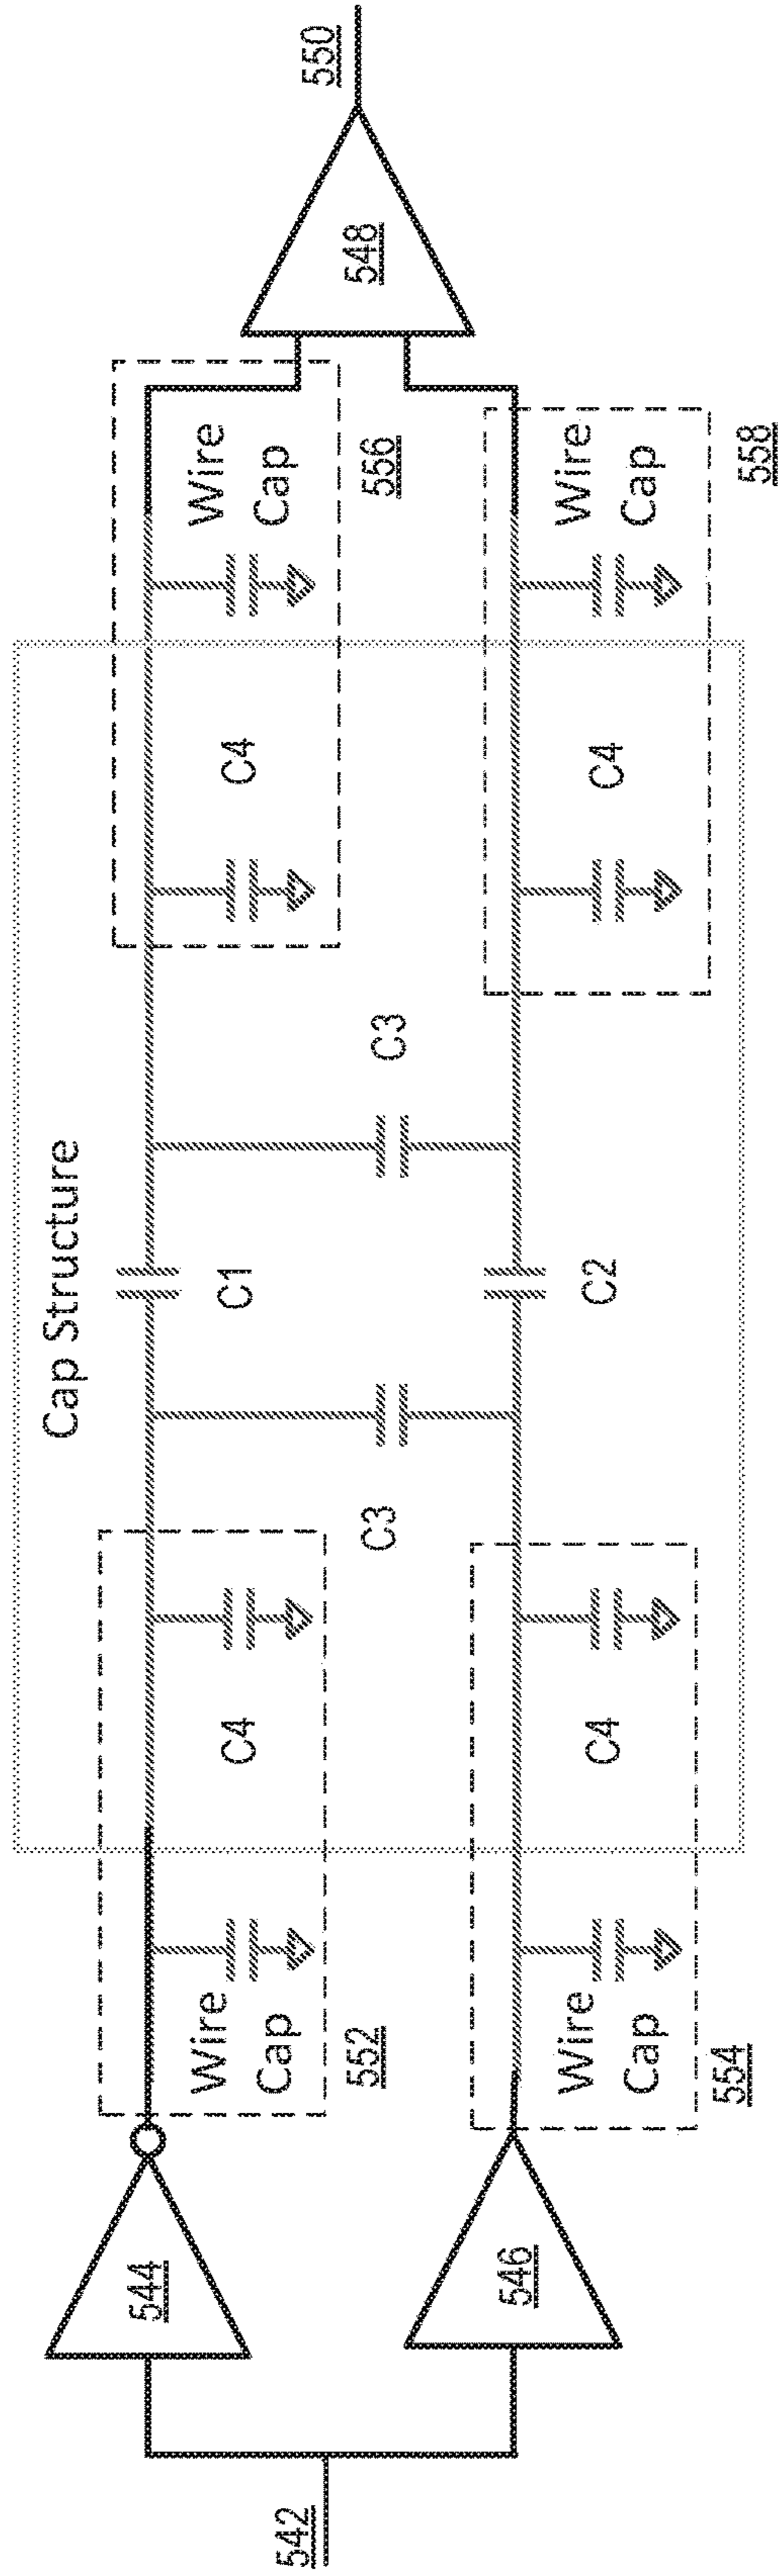 Cap Structure
542
544
546
Wire
Cap
552
Wire
Cap
554
C4
C4
C3
C1
C2
C3
C4
C4
Wire
Cap
556
Wire
Cap
558
548
550